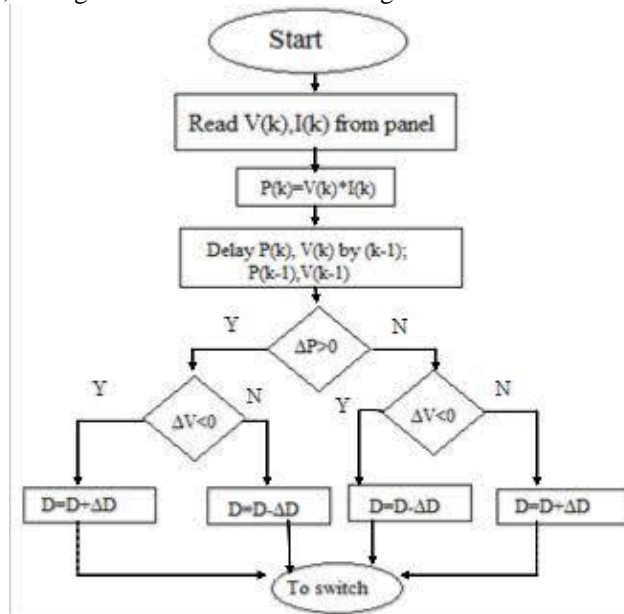 Start
Read V(k),I(k) from panel
P(k)=V(k)*I(k)
Delay P(k), V(k) by (k-1);
P(k-1),V(k-1)
Y
N
ΔP>0
Y
N
Y
N
ΔV<0
ΔV<0
D=D+ΔD
D=D-ΔD
D=D-ΔD
D=D+ΔD
To switch